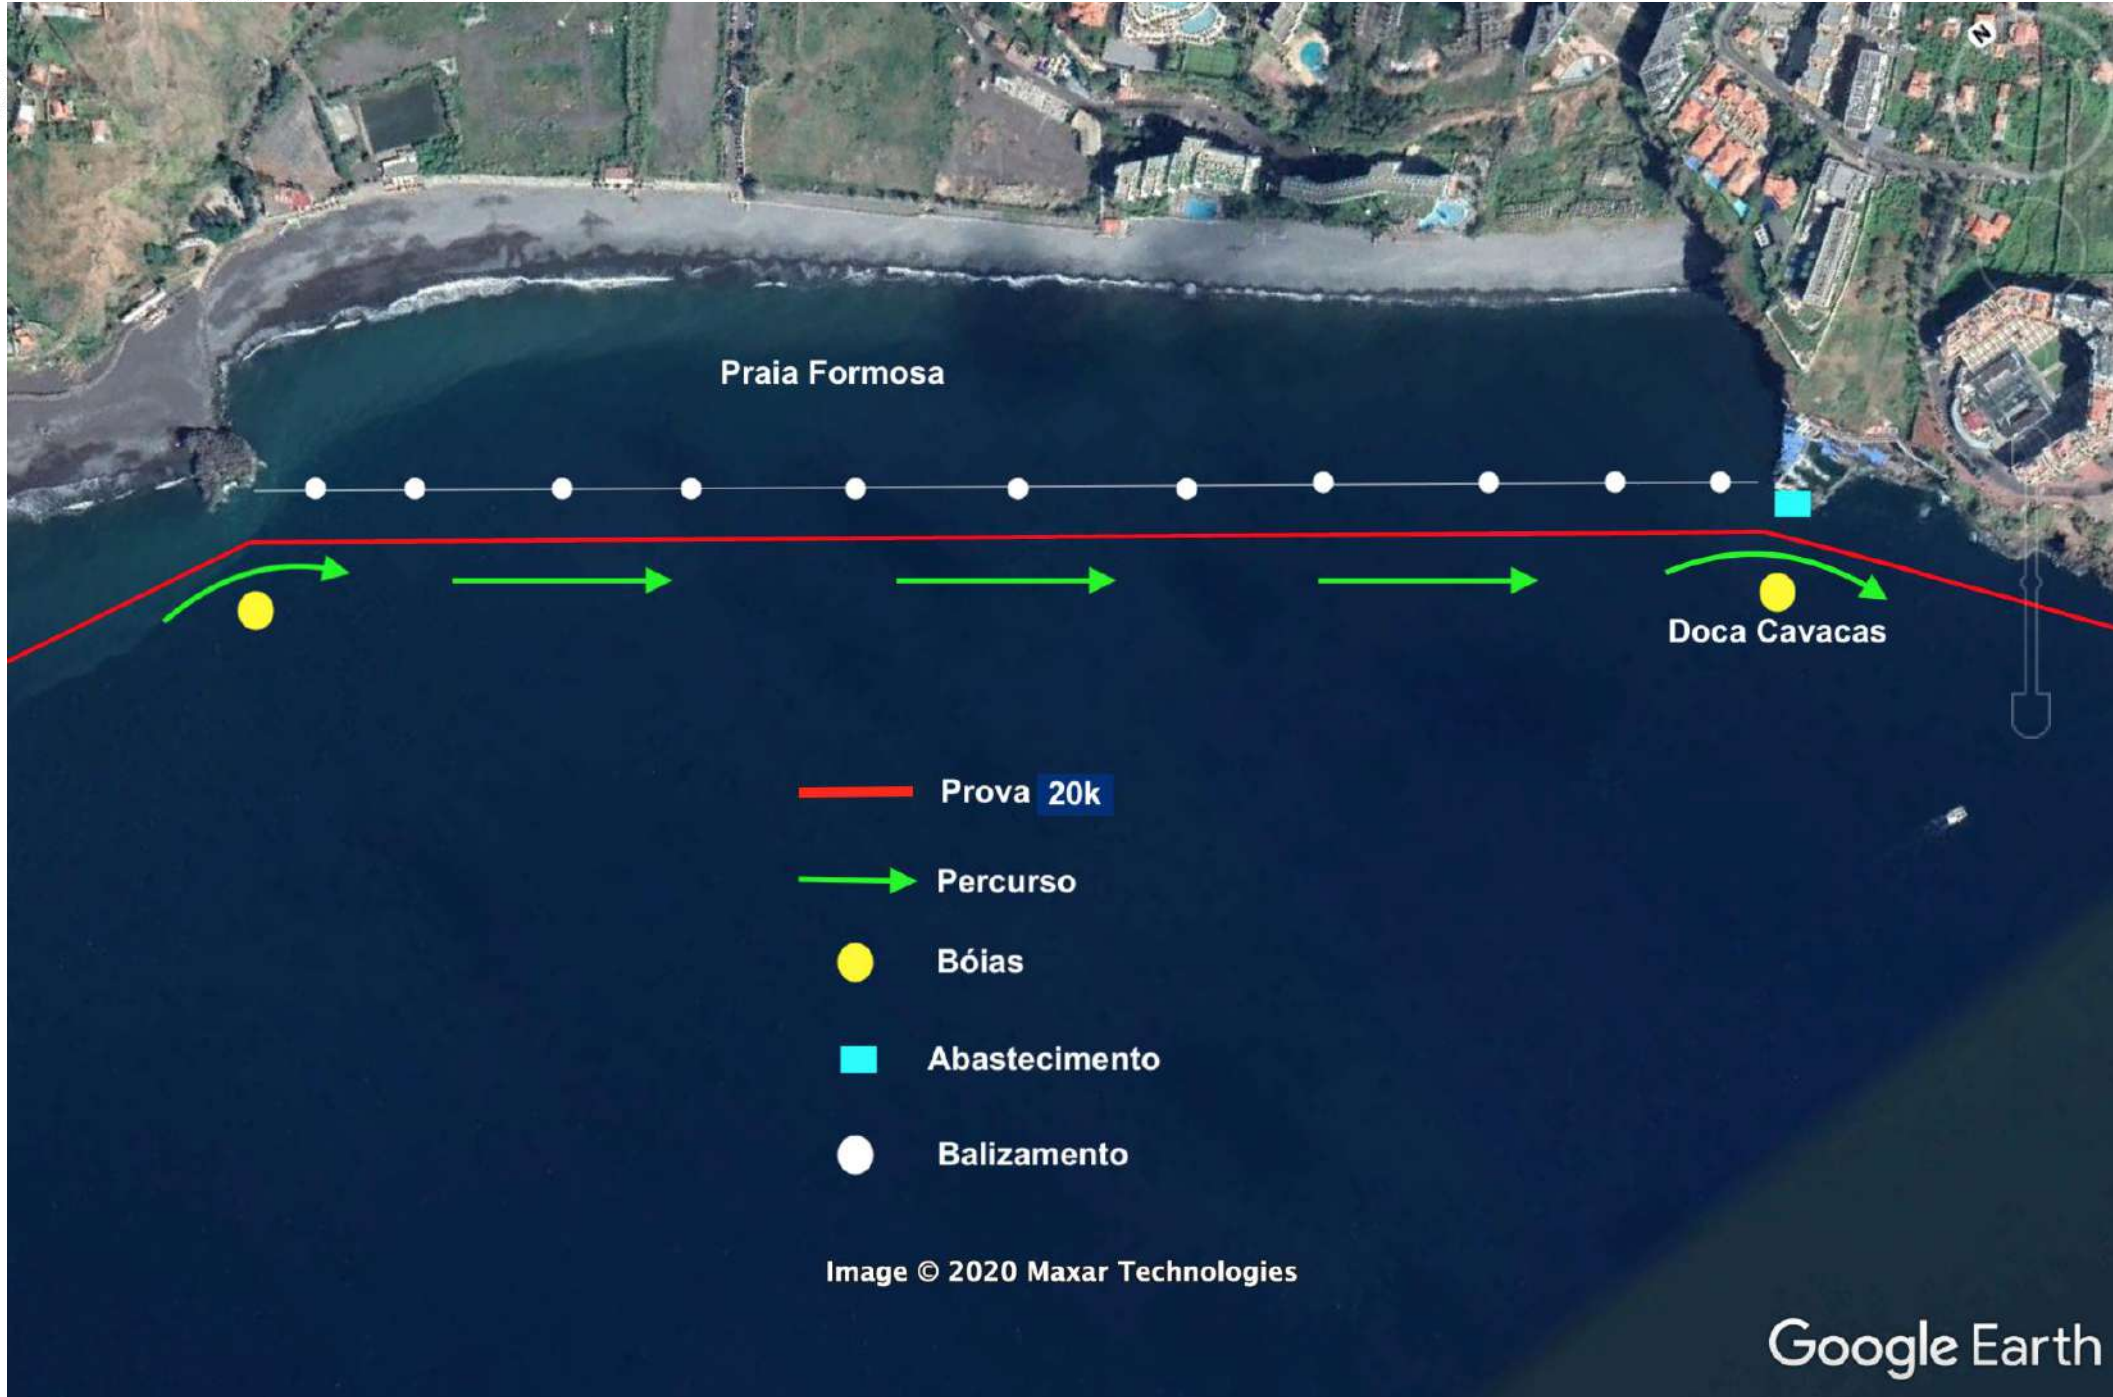 N
Praia Formosa
Doca Cavacas
Prova 20k
Percurso
Bóias
Abastecimento
Balizamento
Image © 2020 Maxar Technologies
Google Earth